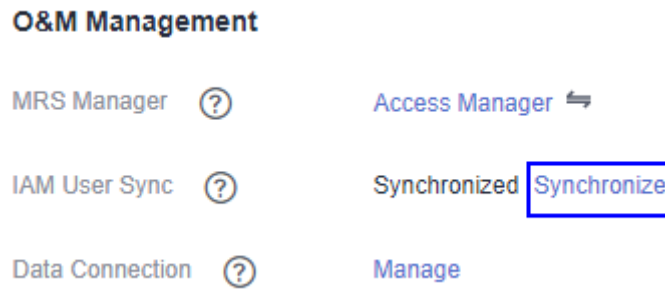 O&M Management
MRS Manager ? Access Manager
IAM User Sync ? Synchronized Synchronize
Data Connection ? Manage